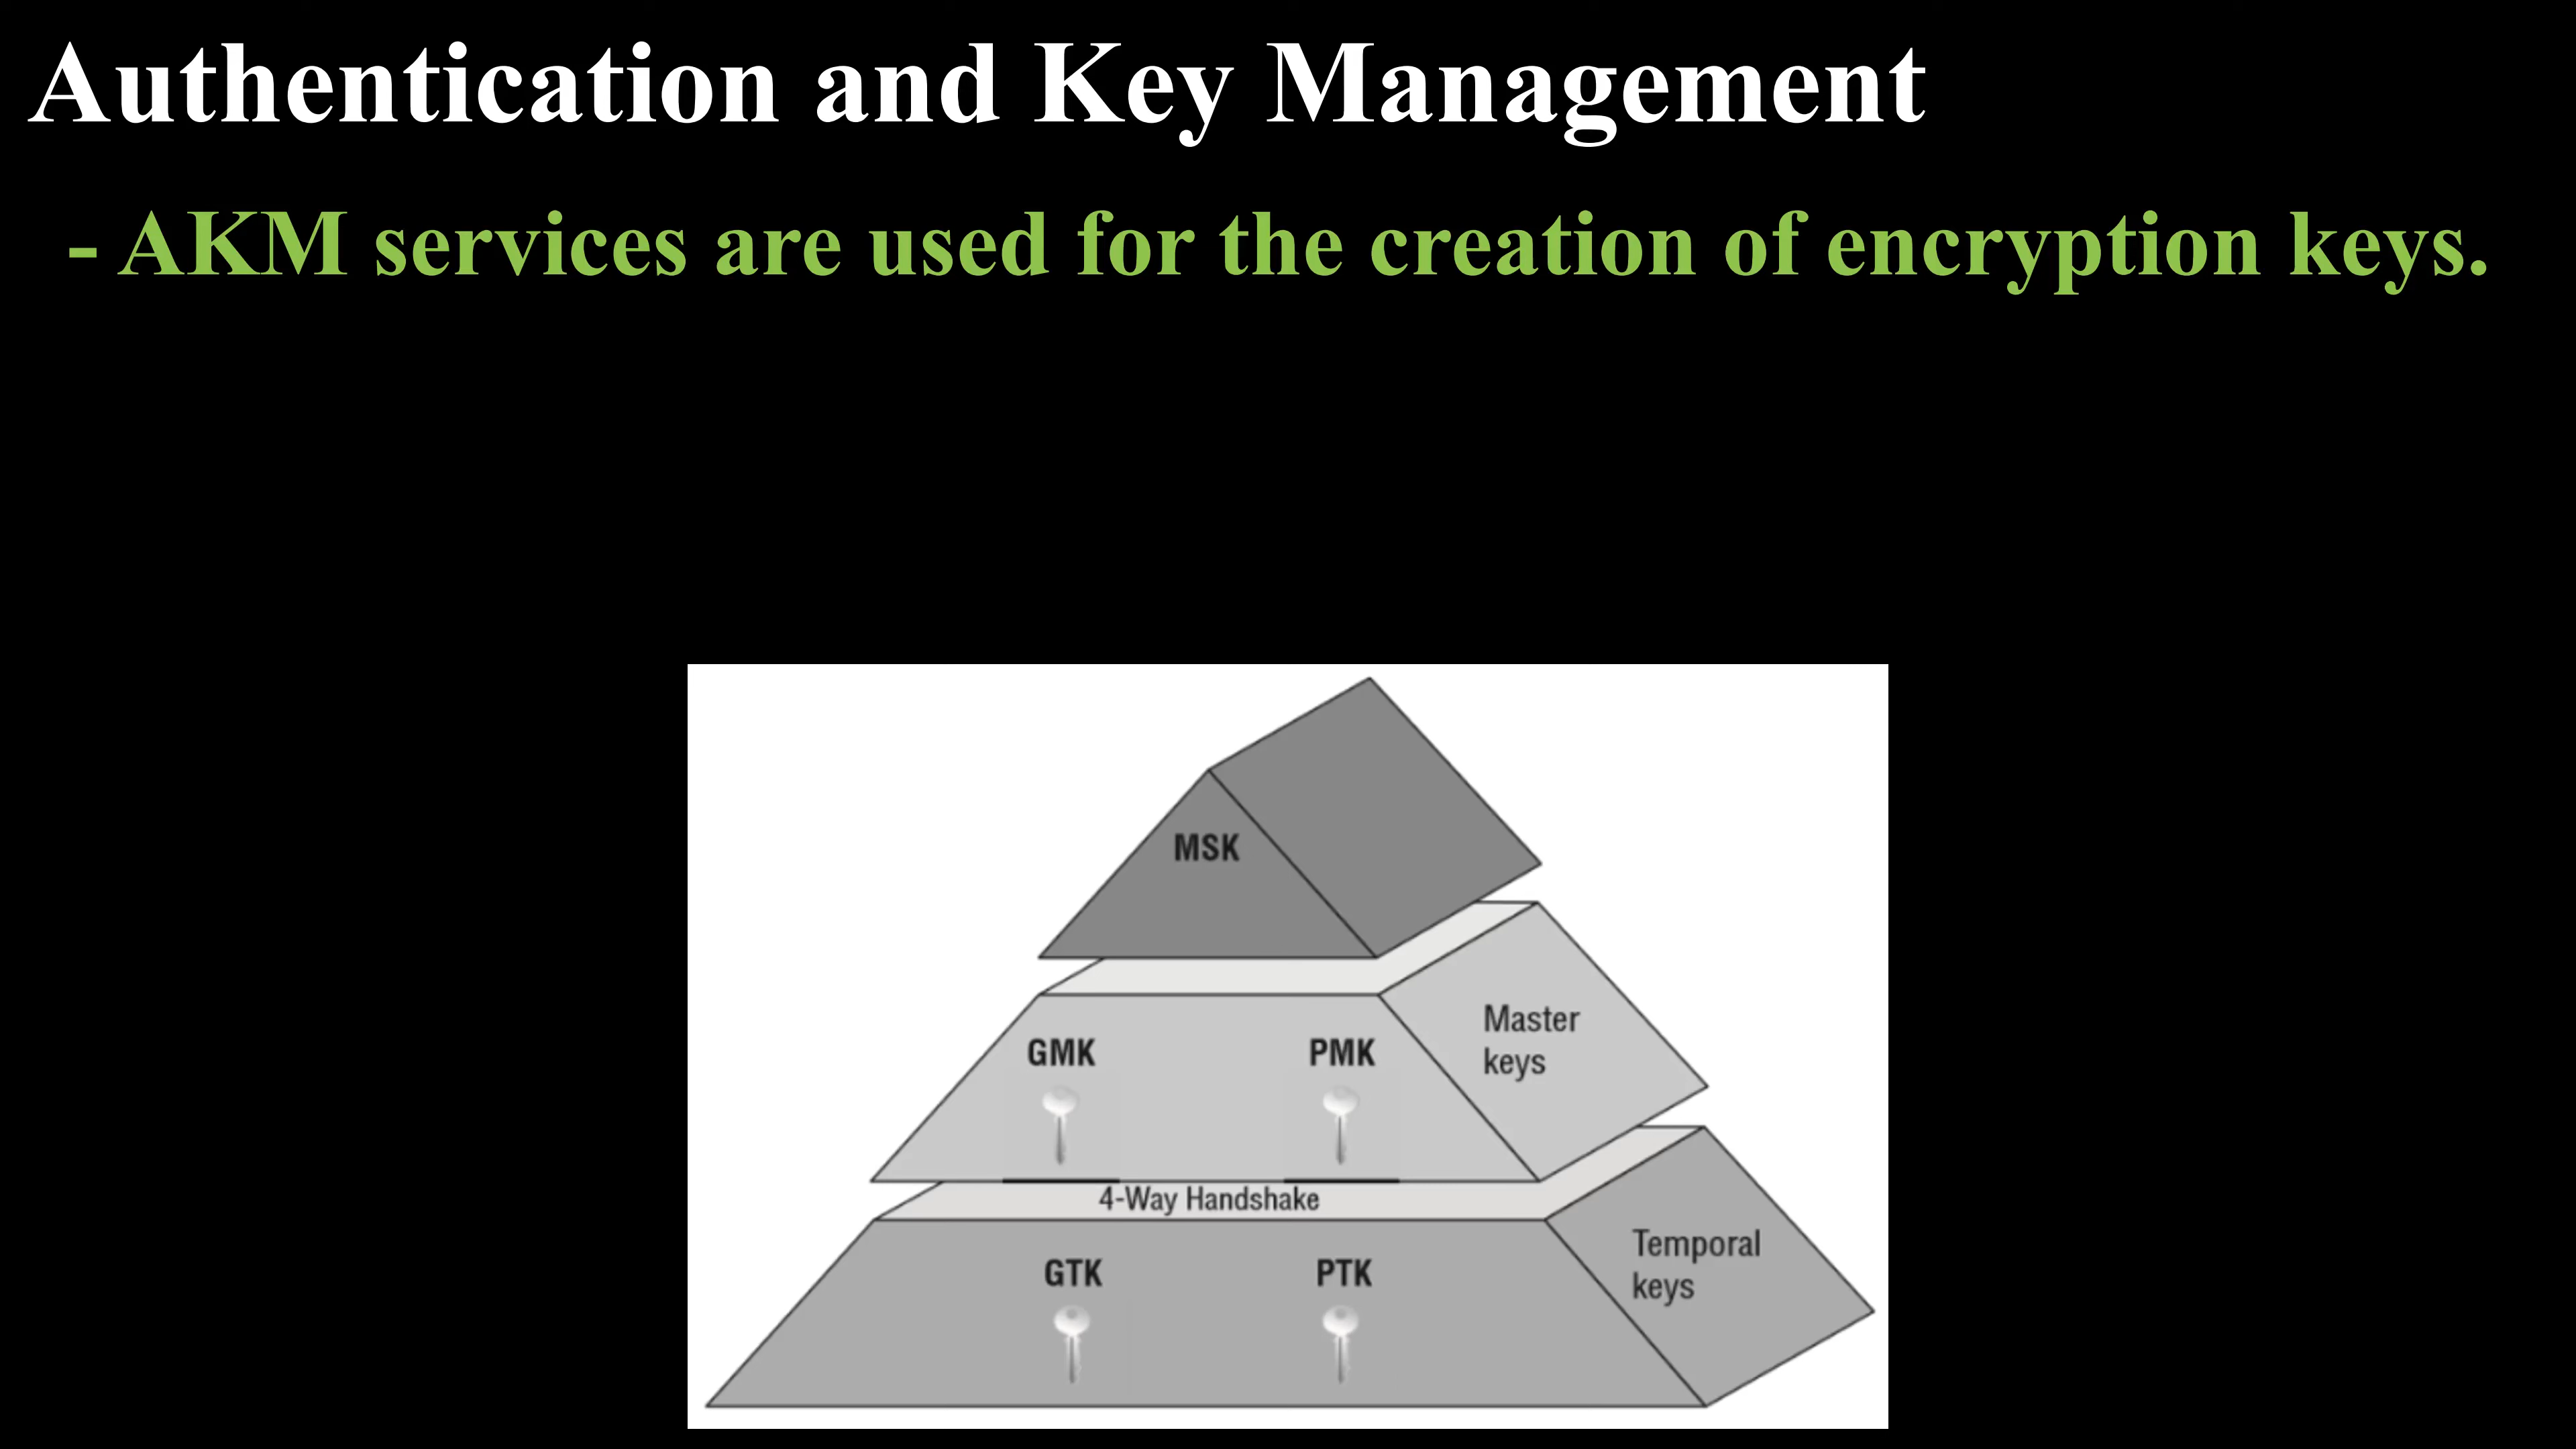 Authentication and Key Management
- AKM services are used for the creation of encryption keys.
MSK
Master
keys
GMK PMK
4-Way Handshake
Temporal
keys
GTK PTK